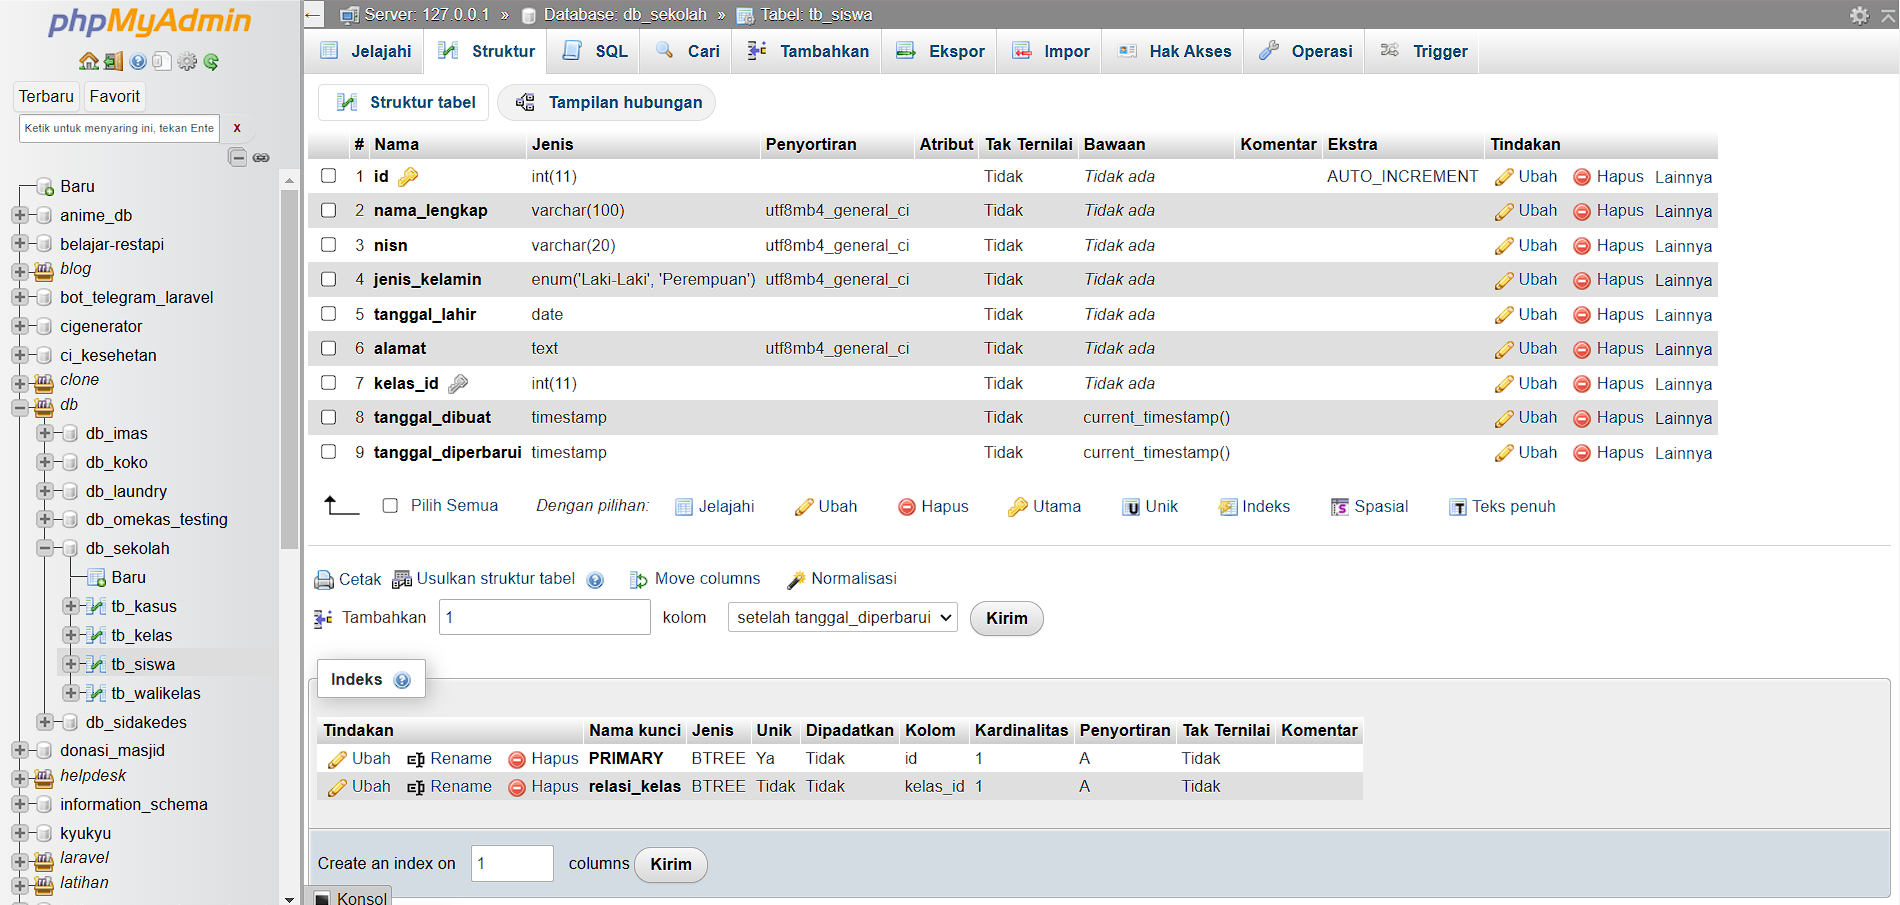 phpMyAdmin
Terbaru Favorit
Ketik untuk menyaring ini, tekan Ente X
Baru
anime_db
belajar-restapi
blog
bot_telegram_laravel
cigenerator
ci_kesehatan
clone
db
db_imas
db_koko
db_laundry
db_omekas_testing
db_sekolah
Baru
tb_kasus
tb_kelas
tb_siswa
tb_walikelas
db_sidakedes
donasi_masjid
helpdesk
information_schema
kyukyu
laravel
latihan
Server: 127.0.0.1 » Database: db_sekolah » Tabel: tb_siswa
Jelajahi Struktur SQL Cari Tambahkan Ekspor Impor Hak Akses Operasi Trigger
Struktur tabel Tampilan hubungan
# Nama Jenis Penyortiran Atribut Tak Ternilai Bawaan Komentar Ekstra Tindakan
1 id int(11) Tidak Tidak ada AUTO_INCREMENT Ubah Hapus Lainnya
2 nama_lengkap varchar(100) utf8mb4_general_ci Tidak Tidak ada Ubah Hapus Lainnya
3 nisn varchar(20) utf8mb4_general_ci Tidak Tidak ada Ubah Hapus Lainnya
4 jenis_kelamin enum('Laki-Laki', 'Perempuan') utf8mb4_general_ci Tidak Tidak ada Ubah Hapus Lainnya
5 tanggal_lahir date Tidak Tidak ada Ubah Hapus Lainnya
6 alamat text utf8mb4_general_ci Tidak Tidak ada Ubah Hapus Lainnya
7 kelas_id int(11) Tidak Tidak ada Ubah Hapus Lainnya
8 tanggal_dibuat timestamp Tidak current_timestamp() Ubah Hapus Lainnya
9 tanggal_diperbarui timestamp Tidak current_timestamp() Ubah Hapus Lainnya
Pilih Semua Dengan pilihan: Jelajahi Ubah Hapus Utama Unik Indeks Spasial Teks penuh
Cetak Usulkan struktur tabel Move columns Normalisasi
Tambahkan 1 kolom setelah tanggal_diperbarui Kirim
Indeks
Tindakan Nama kunci Jenis Unik Dipadatkan Kolom Kardinalitas Penyortiran Tak Ternilai Komentar
Ubah Rename Hapus PRIMARY BTREE Ya Tidak id 1 A Tidak
Ubah Rename Hapus relasi_kelas BTREE Tidak Tidak kelas_id 1 A Tidak
Create an index on 1 columns Kirim
Konsol